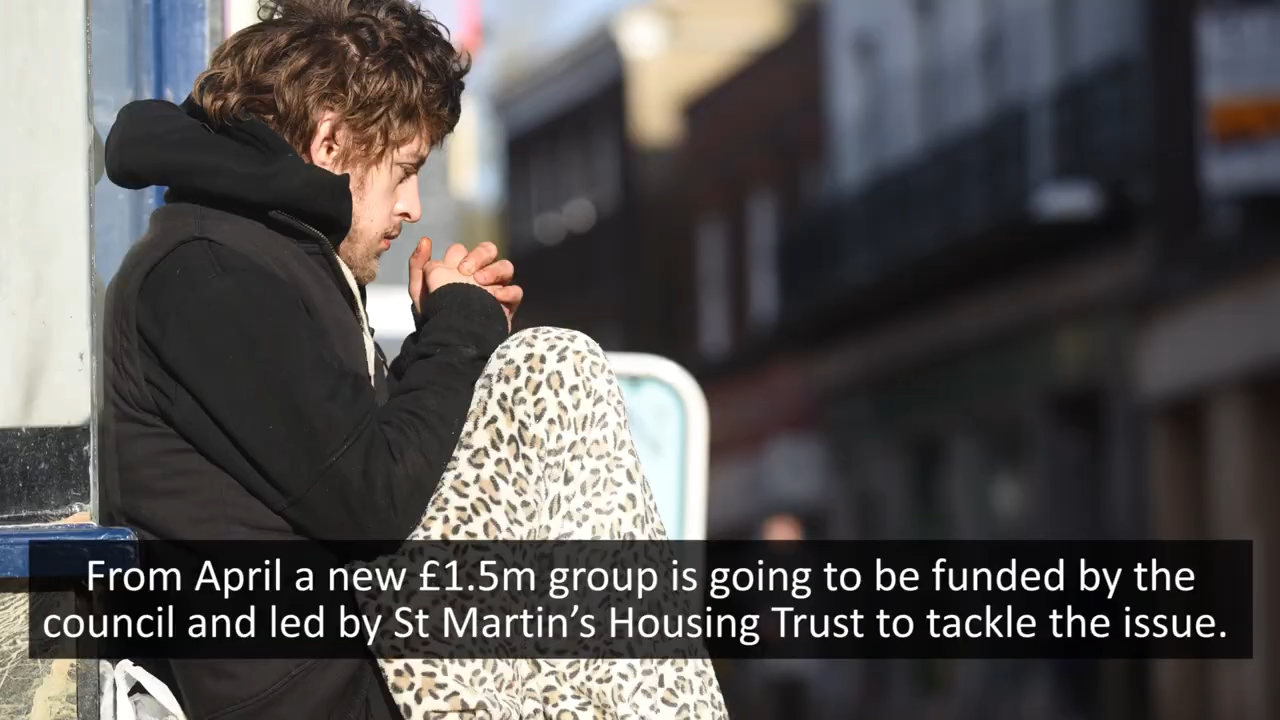 From April a new £1.5m group is going to be funded by the
council and led by St Martin’s Housing Trust to tackle the issue.